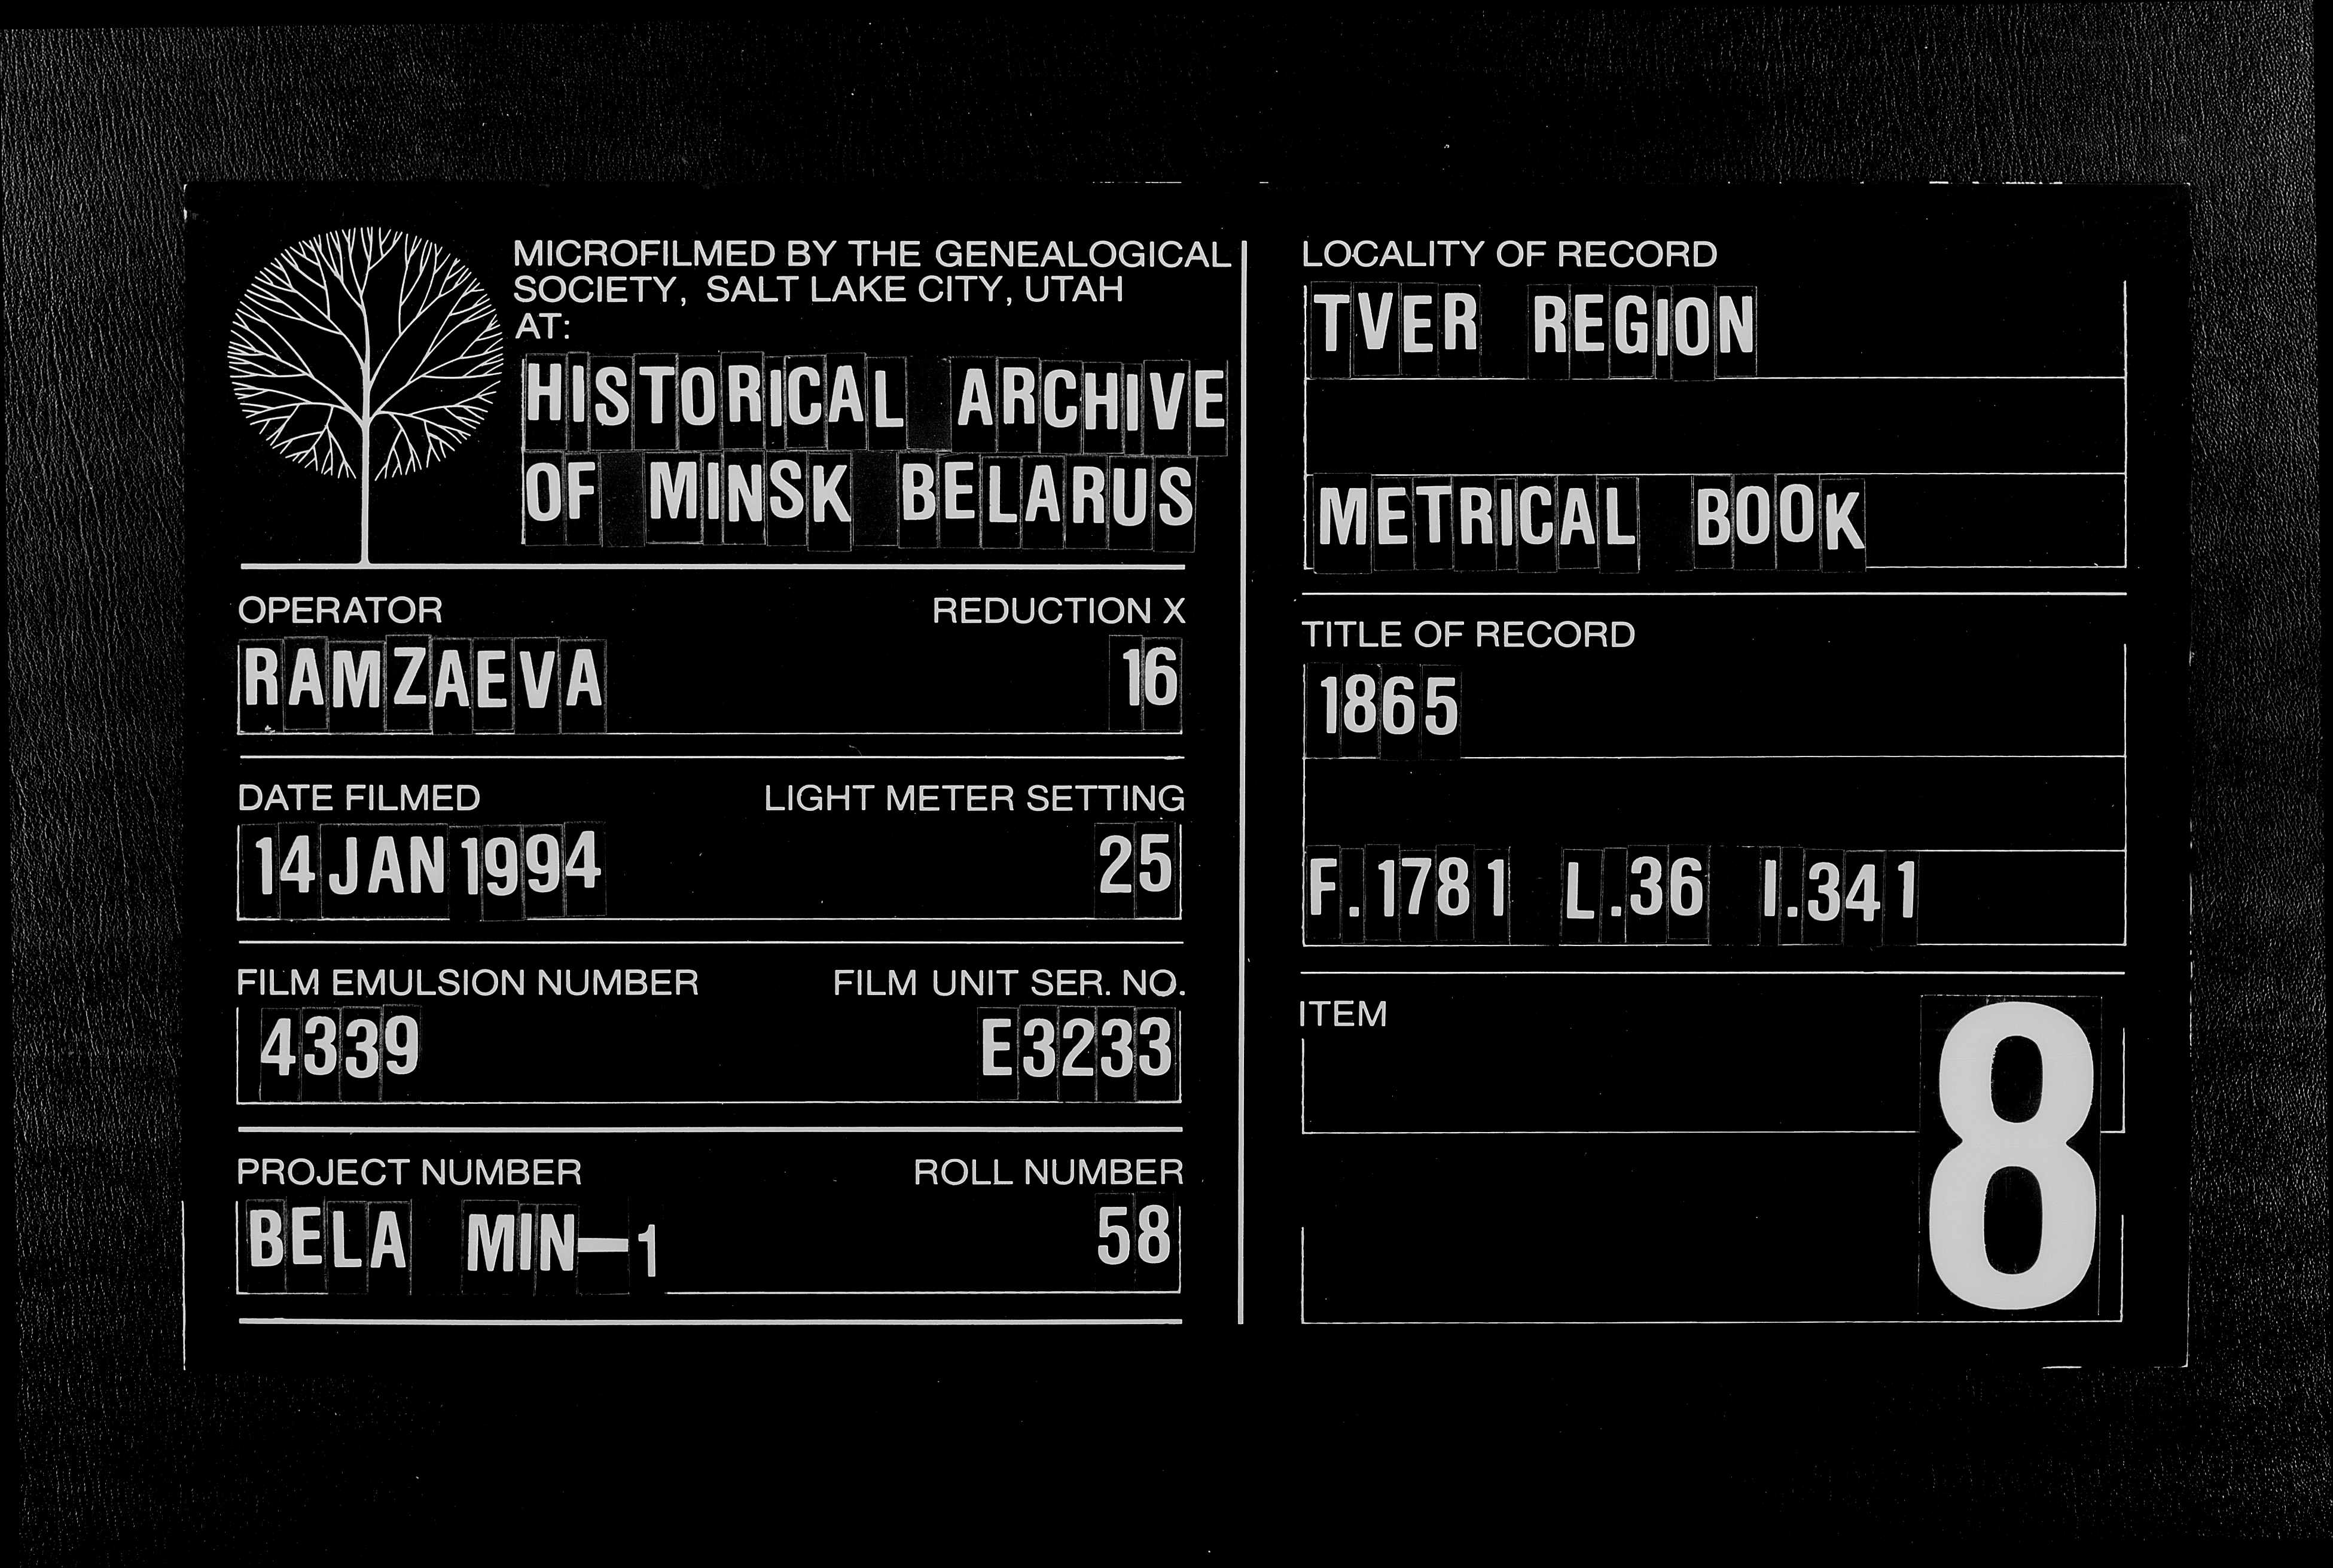 MICROFILMED BY THE GENEALOGICAL
SOCIETY, SALT LAKE CITY, UTAH
AT:
HISTORICAL ARCHIVE
OF MINSK BELARUS
OPERATOR REDUCTION X
RAMZAEVA 16
DATE FILMED LIGHT METER SETTING
14 JAN 1994 25
FILM EMULSION NUMBER FILM UNIT SER. NO.
4339 E3233
PROJECT NUMBER ROLL NUMBER
BELA MIN-1 58
LOCALITY OF RECORD
TVER REGION
METRICAL BOOK
TITLE OF RECORD
1865
F.1781 L.36 I.341
ITEM
8